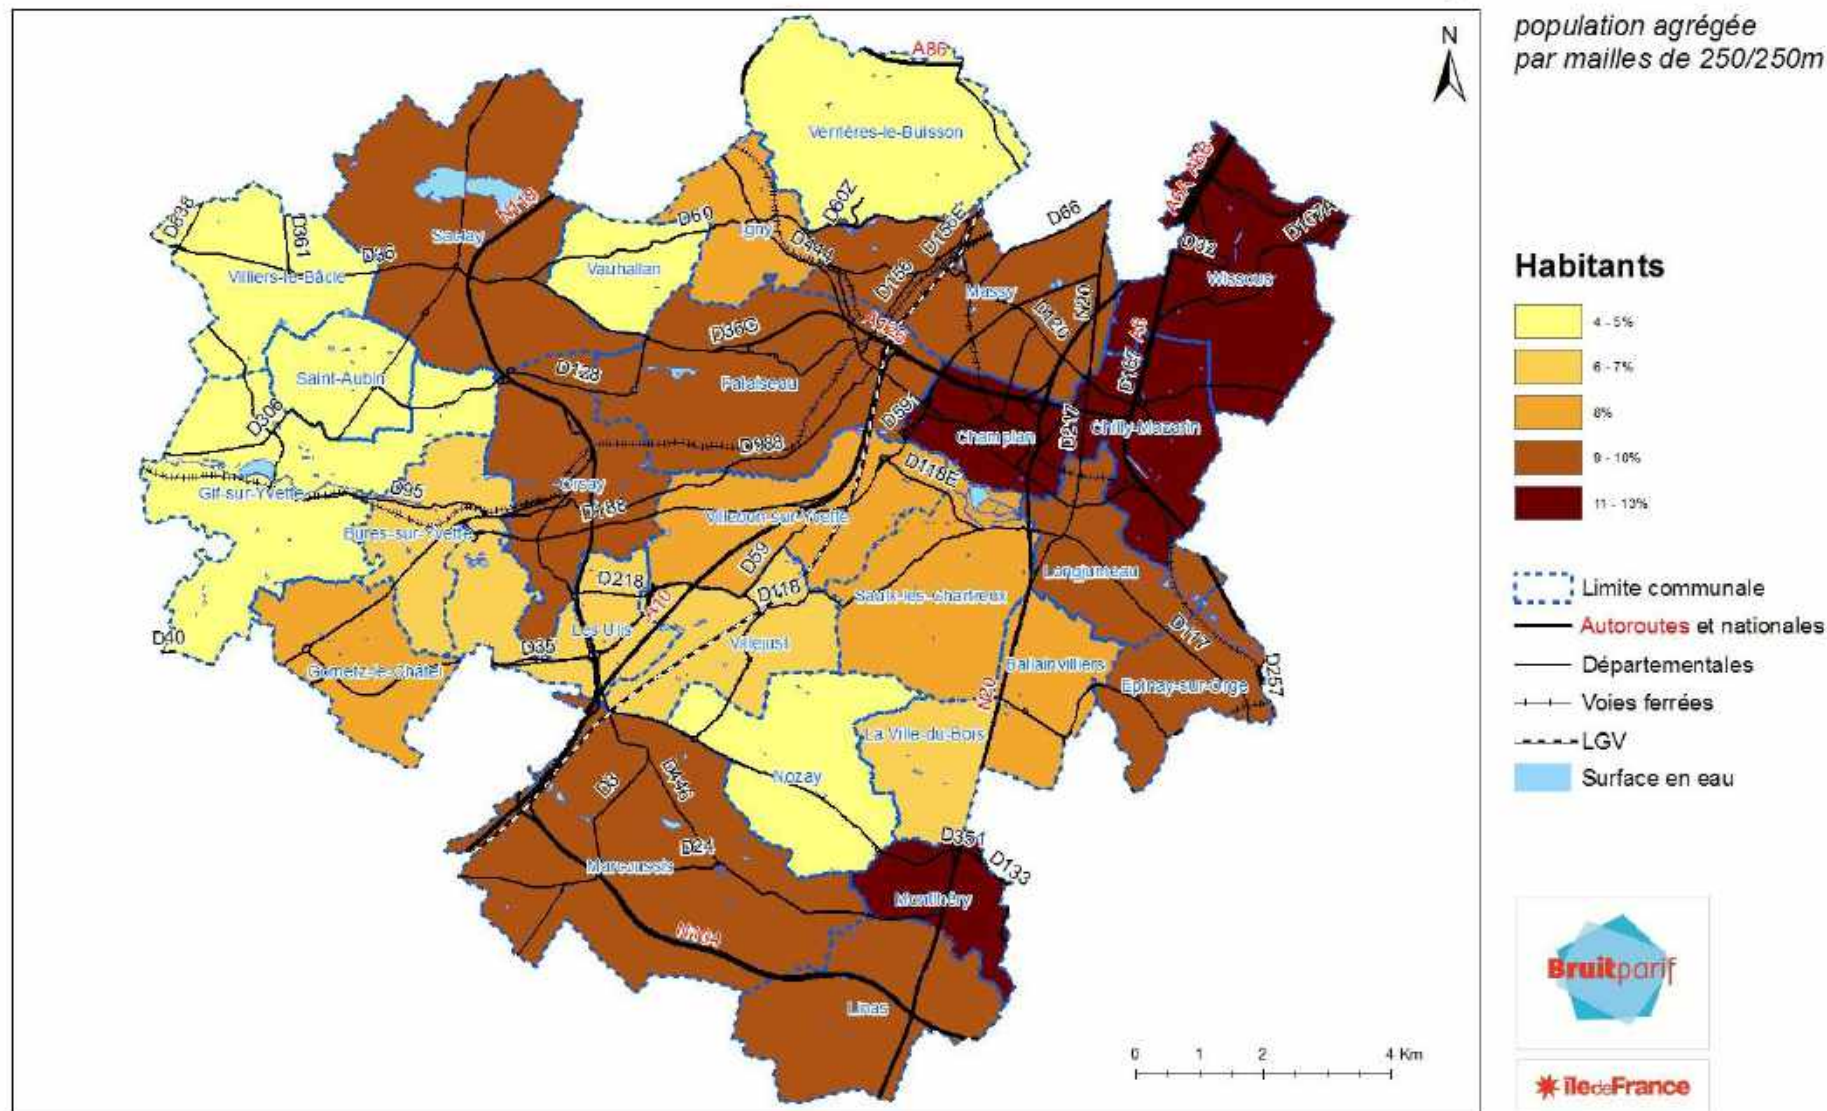 population agrégée
par mailles de 250/250m
N
A86
Verrières-le-Buisson
A6A A6B
D838
D361
N118
D60
D60Z
D66
D167A
D36
Saclay
Igny
D444
D155E
D32
Villiers-le-Bâcle
Vauhallan
D156
Massy
Wissous
D36G
A126
D120
N20
A6
Saint-Aubin
D128
Palaiseau
D167
D306
D591
D988
Champlan
D217
Chilly-Mazarin
Gif-sur-Yvette
D95
Orsay
D118E
D188
Villebon-sur-Yvette
Bures-sur-Yvette
D59
D218
D118
Saulx-les-Chartreux
Longjumeau
A10
Les Ulis
Villejust
D117
D40
D35
Gometz-le-Châtel
Ballainvilliers
Epinay-sur-Orge
D257
N20
La Ville-du-Bois
Nozay
D3
D446
D24
Marcoussis
D351
D133
Montlhéry
N104
Linas
0 1 2 4 Km
Habitants
4 - 5%
6 - 7%
8%
9 - 10%
11 - 13%
Limite communale
Autoroutes et nationales
Départementales
Voies ferrées
LGV
Surface en eau
Bruitparif
îledeFrance